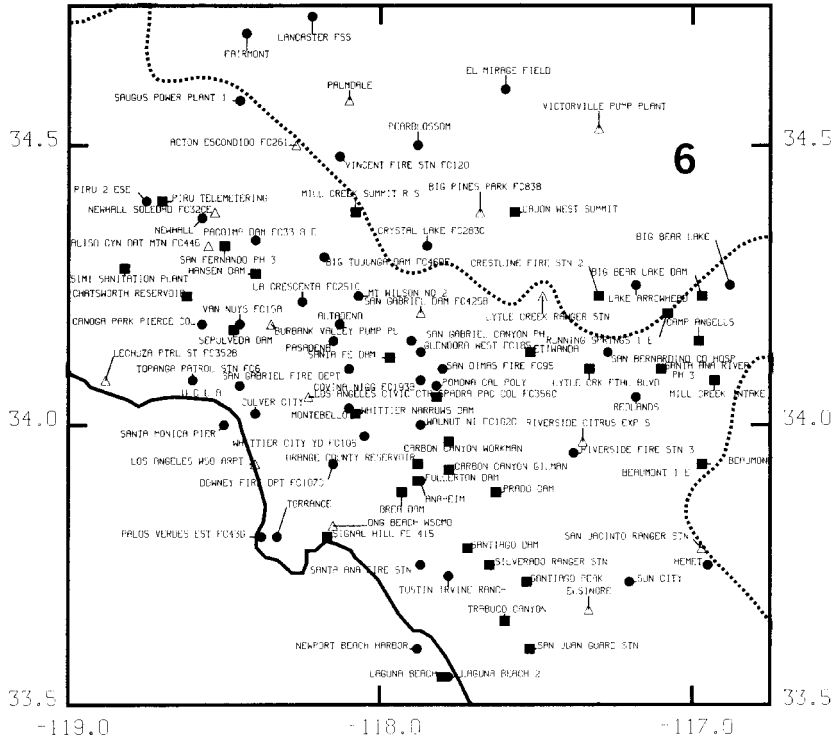 LANCASTER FSS
FAIRMONT
EL MIRAGE FIELD
PALMDALE
SAUGUS POWER PLANT 1
VICTORVILLE PUMP PLANT
PEARBLOSSOM
34.5
34.5
ACTON ESCONDIDO FC261
6
VINCENT FIRE STN FC120
BIG PINES PARK FC83B
PIRU 2 ESE
PIRU TELEMETERING
MILL CREEK SUMMIT R S
NEWHALL SOLEDAD FC32CE
CAJON WEST SUMMIT
NEWHALL
PACOIMA DAM FC33 A E
CRYSTAL LAKE FC283C
BIG BEAR LAKE
ALISO CYN OAT MTN FC446
SAN FERNANDO PH 3
BIG TUJUNGA DAM FC46DE
CRESTLINE FIRE STN 2
HANSEN DAM
BIG BEAR LAKE DAM
SIMI SANITATION PLANT
LA CRESCENTA FC251C
CHATSWORTH RESERVOIR
MT WILSON NO 2
SAN GABRIEL DAM FC425B
LAKE ARROWHEAD
VAN NUYS FC15A
ALTADENA
LYTLE CREEK RANGER STN
CAMP ANGELUS
CANOGA PARK PIERCE CO
BURBANK VALLEY PUMP PL
SEPULVEDA DAM
SAN GABRIEL CANYON PH
RUNNING SPRINGS 1 E
PASADENA
GLENDORA WEST FC185
ETIWANDA
LECHUZA PTRL ST FC352B
SANTA FE DAM
SAN BERNARDINO CO HOSP
TOPANGA PATROL STN FC6
SAN DIMAS FIRE FC95
SANTA ANA RIVER
PH 3
SAN GABRIEL FIRE DEPT
U C L A
COVINA NIGG FC193B
POMONA CAL POLY
LYTLE CRK FTHL BLVD
MILL CREEK INTAKE
LOS ANGELES CIVIC CTR
SPADRA PAC COL FC356C
CULVER CITY
REDLANDS
34.0
34.0
MONTEBELLO
WHITTIER NARROWS DAM
SANTA MONICA PIER
WALNUT NI FC102C
RIVERSIDE CITRUS EXP S
WHITTIER CITY YD FC106
CARBON CANYON WORKMAN
RIVERSIDE FIRE STN 3
LOS ANGELES WSO ARPT
ORANGE COUNTY RESERVOIR
CARBON CANYON GILMAN
BEAUMONT 1 E
BEAUMONT
DOWNEY FIRE DPT FC107C
FULLERTON DAM
PRADO DAM
ANAHEIM
BREA DAM
TORRANCE
LONG BEACH WSCMO
PALOS VERDES EST FC43G
SIGNAL HILL FC 415
SAN JACINTO RANGER STN
SANTIAGO DAM
SANTA ANA FIRE STN
SILVERADO RANGER STN
HEMET
TUSTIN IRVINE RANCH
SANTIAGO PEAK
SUN CITY
ELSINORE
TRABUCO CANYON
NEWPORT BEACH HARBOR
SAN JUAN GUARD STN
LAGUNA BEACH
LAGUNA BEACH 2
33.5
33.5
-119.0
-118.0
-117.0